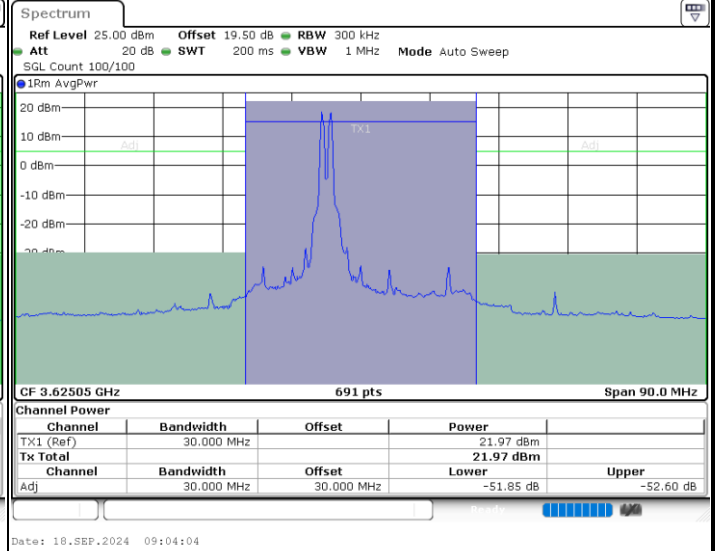 Spectrum
Ref Level 25.00 dBm Offset 19.50 dB RBW 300 kHz
Att 20 dB SWT 200 ms VBW 1 MHz Mode Auto Sweep
SGL Count 100/100
1Rm AvgPwr
20 dBm
TX1
10 dBm
Adj Adj
0 dBm
-10 dBm
-20 dBm
CF 3.62505 GHz 691 pts Span 90.0 MHz
Channel Power
Channel Bandwidth Offset Power
TX1 (Ref) 30.000 MHz 21.97 dBm
Tx Total 21.97 dBm
Channel Bandwidth Offset Lower Upper
Adj 30.000 MHz 30.000 MHz -51.85 dB -52.60 dB
Ready
Date: 18.SEP.2024 09:04:04